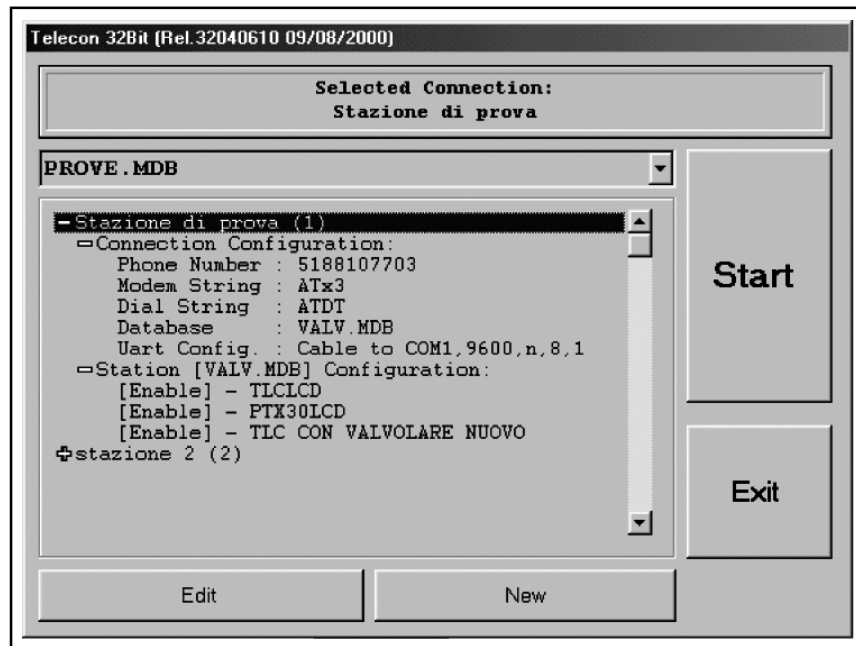 Telecon 32Bit (Rel.32040610 09/08/2000)
Selected Connection:
Stazione di prova
PROVE.MDB
Stazione di prova (1)
Connection Configuration:
Phone Number : 5188107703
Modem String : ATx3
Dial String : ATDT
Database : VALV.MDB
Uart Config. : Cable to COM1,9600,n,8,1
Station [VALV.MDB] Configuration:
[Enable] - TLCLCD
[Enable] - PTX30LCD
[Enable] - TLC CON VALVOLARE NUOVO
stazione 2 (2)
Start
Exit
Edit
New